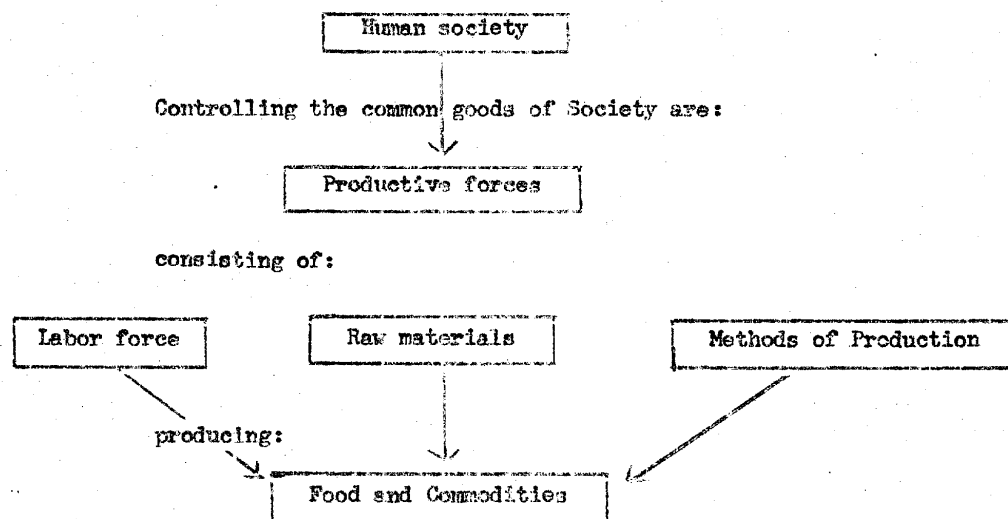 Human society
Controlling the common goods of Society are:
Productive forces
consisting of:
Labor force Raw materials Methods of Production
producing:
Food and Commodities